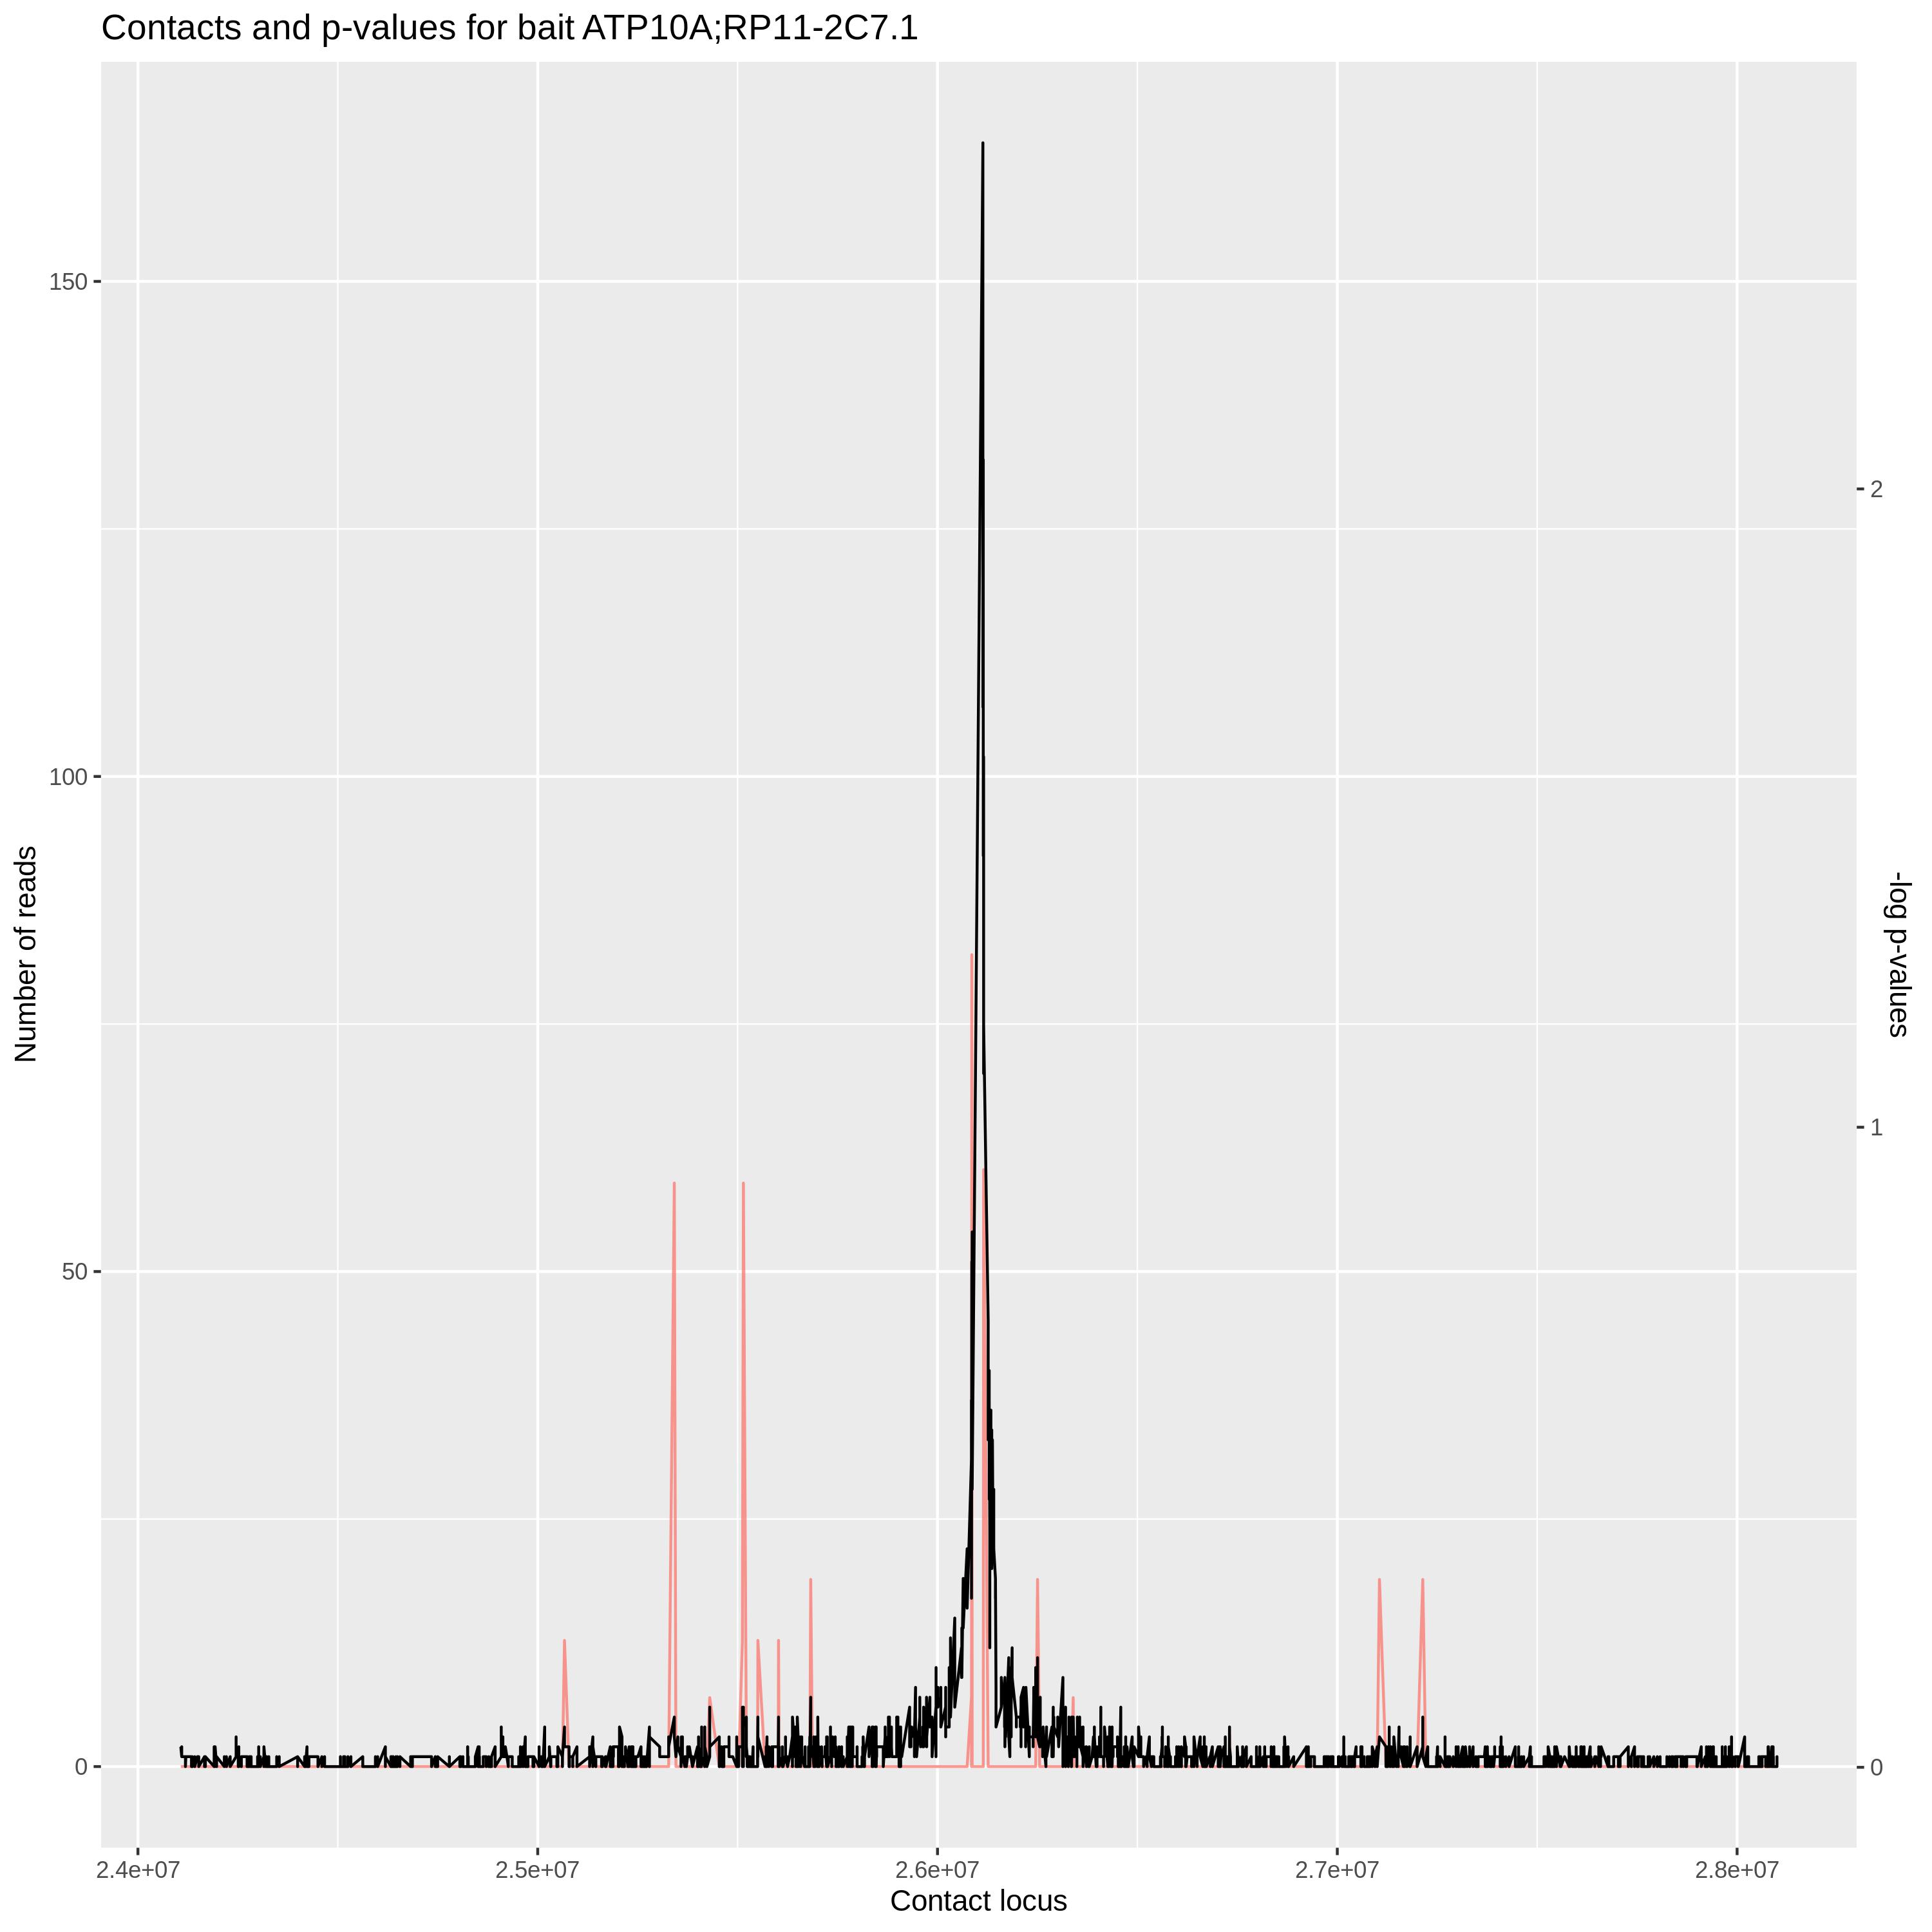 Contacts and p-values for bait ATP10A;RP11-2C7.1
150
100
50
0
Number of reads
2
1
0
-log p-values
2.4e+07
2.5e+07
2.6e+07
2.7e+07
2.8e+07
Contact locus